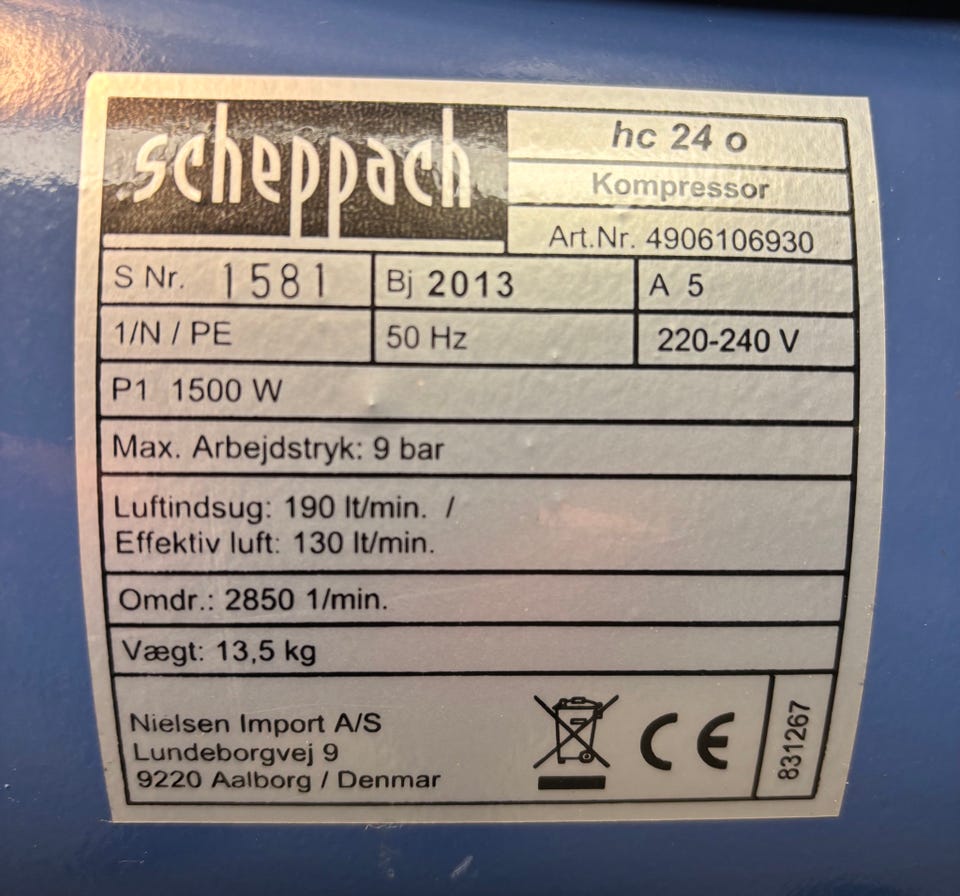 scheppach
hc 24 o
Kompressor
Art.Nr. 4906106930
S Nr. 1581
Bj 2013
A 5
1/N / PE
50 Hz
220-240 V
P1 1500 W
Max. Arbejdstryk: 9 bar
Luftindsug: 190 lt/min. /
Effektiv luft: 130 lt/min.
Omdr.: 2850 1/min.
Vægt: 13,5 kg
Nielsen Import A/S
Lundeborgvej 9
9220 Aalborg / Denmar
CE
831267